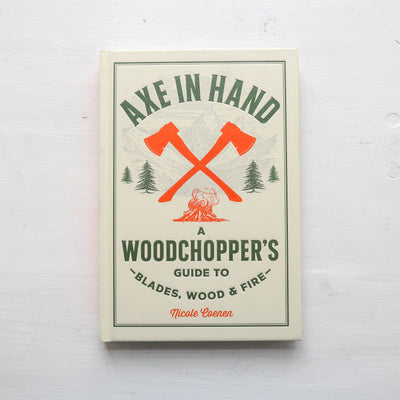 AXE IN HAND
A
WOODCHOPPER'S
GUIDE TO
BLADES, WOOD & FIRE
Nicole Coenen